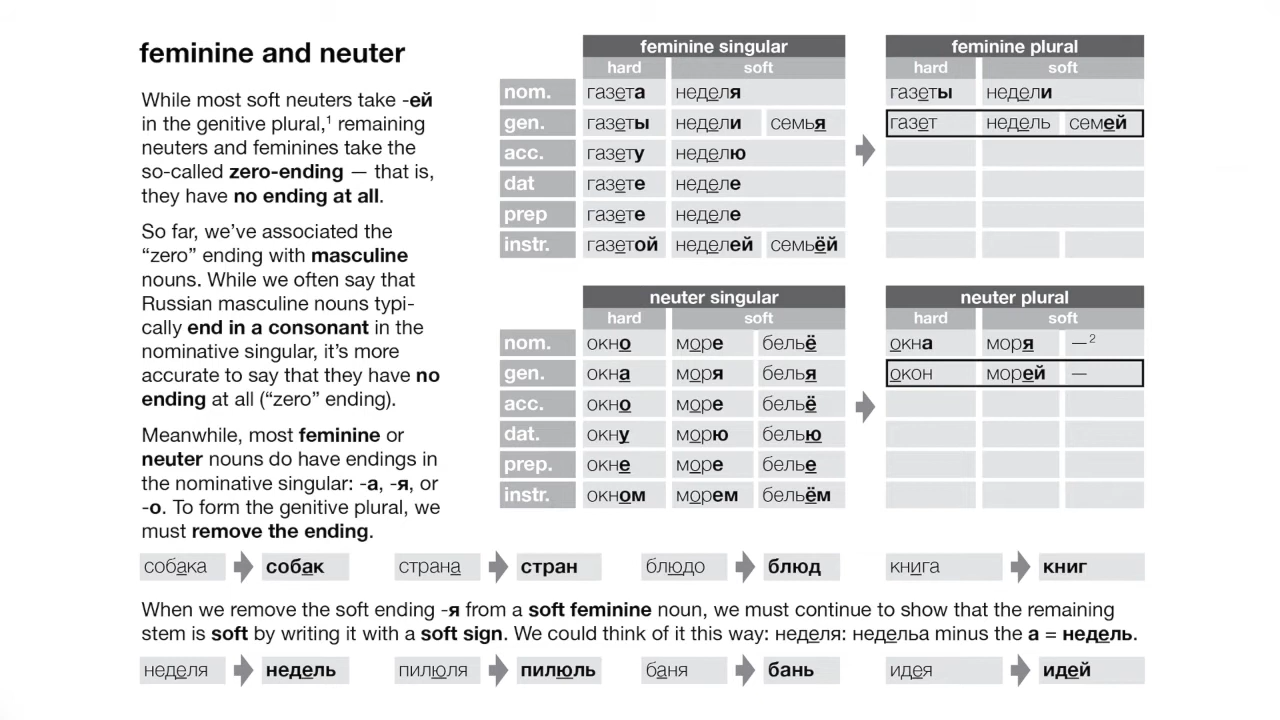 feminine and neuter
While most soft neuters take -ей
in the genitive plural,¹ remaining
neuters and feminines take the
so-called zero-ending — that is,
they have no ending at all.
So far, we’ve associated the
“zero” ending with masculine
nouns. While we often say that
Russian masculine nouns typi-
cally end in a consonant in the
nominative singular, it’s more
accurate to say that they have no
ending at all (“zero” ending).
Meanwhile, most feminine or
neuter nouns do have endings in
the nominative singular: -а, -я, or
-о. To form the genitive plural, we
must remove the ending.
feminine singular
hard soft
nom. газета неделя
gen. газеты недели семья
acc. газету неделю
dat газете неделе
prep газете неделе
instr. газетой неделей семьёй
feminine plural
hard soft
газеты недели
газет недель семей
neuter singular
hard soft
nom. окно море бельё
gen. окна моря белья
acc. окно море бельё
dat. окну морю белью
prep. окне море белье
instr. окном морем бельём
neuter plural
hard soft
окна моря —²
окон морей —
собака собак страна стран блюдо блюд книга книг
When we remove the soft ending -я from a soft feminine noun, we must continue to show that the remaining
stem is soft by writing it with a soft sign. We could think of it this way: неделя: недельа minus the а = недель.
неделя недель пилюля пилюль баня бань идея идей